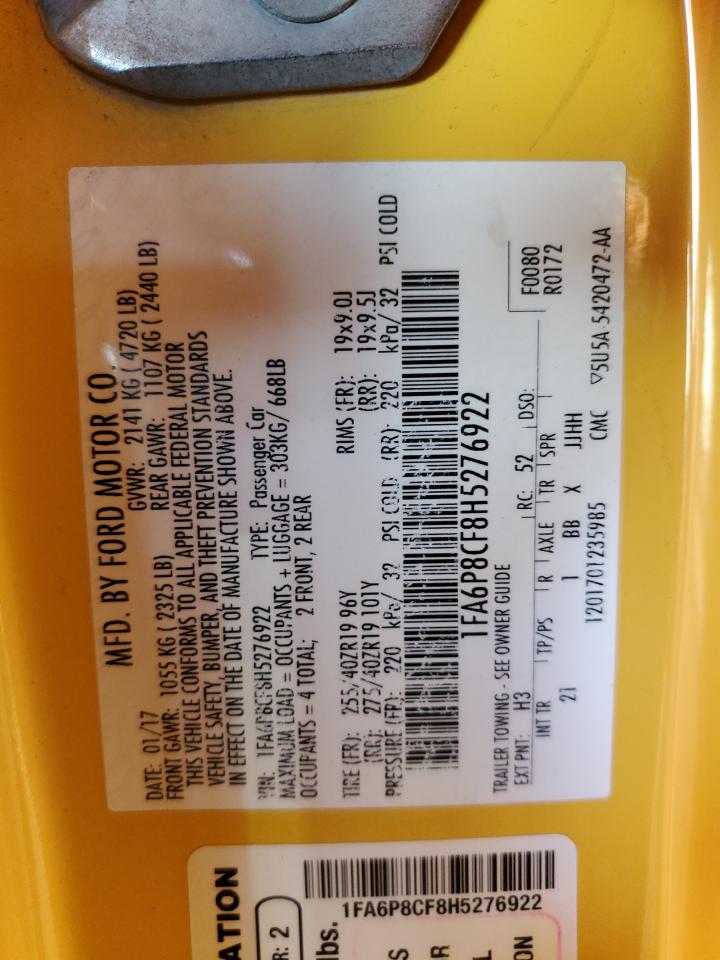 MFD. BY FORD MOTOR CO.
DATE: 01/17 GVWR: 2141 KG ( 4720 LB)
FRONT GAWR: 1055 KG ( 2325 LB) REAR GAWR: 1107 KG ( 2440 LB)
THIS VEHICLE CONFORMS TO ALL APPLICABLE FEDERAL MOTOR
VEHICLE SAFETY, BUMPER, AND THEFT PREVENTION STANDARDS
IN EFFECT ON THE DATE OF MANUFACTURE SHOWN ABOVE.
VIN: 1FA6P8CF8H5276922 TYPE: Passenger Car
MAXIMUM LOAD = OCCUPANTS + LUGGAGE = 303KG/ 668LB
OCCUPANTS = 4 TOTAL; 2 FRONT, 2 REAR
TIRE (FR): 255/40ZR19 96Y RIMS (FR): 19x9.0J
(RR): 275/40ZR19 101Y (RR): 19x9.5J
PRESSURE (FR): 220 kPa/ 32 PSI COLD (RR): 220 kPa/ 32 PSI COLD
1FA6P8CF8H5276922
TRAILER TOWING - SEE OWNER GUIDE
EXT PNT: H3 RC: 52 DSO:
F0080
R0172
INT TR TP/PS R AXLE TR SPR
21 1 BB X JJHH
1201701235985 CMC ▽5U5A-5420472-AA
ATION
R: 2
lbs.
1FA6P8CF8H5276922
S
R
L
ON